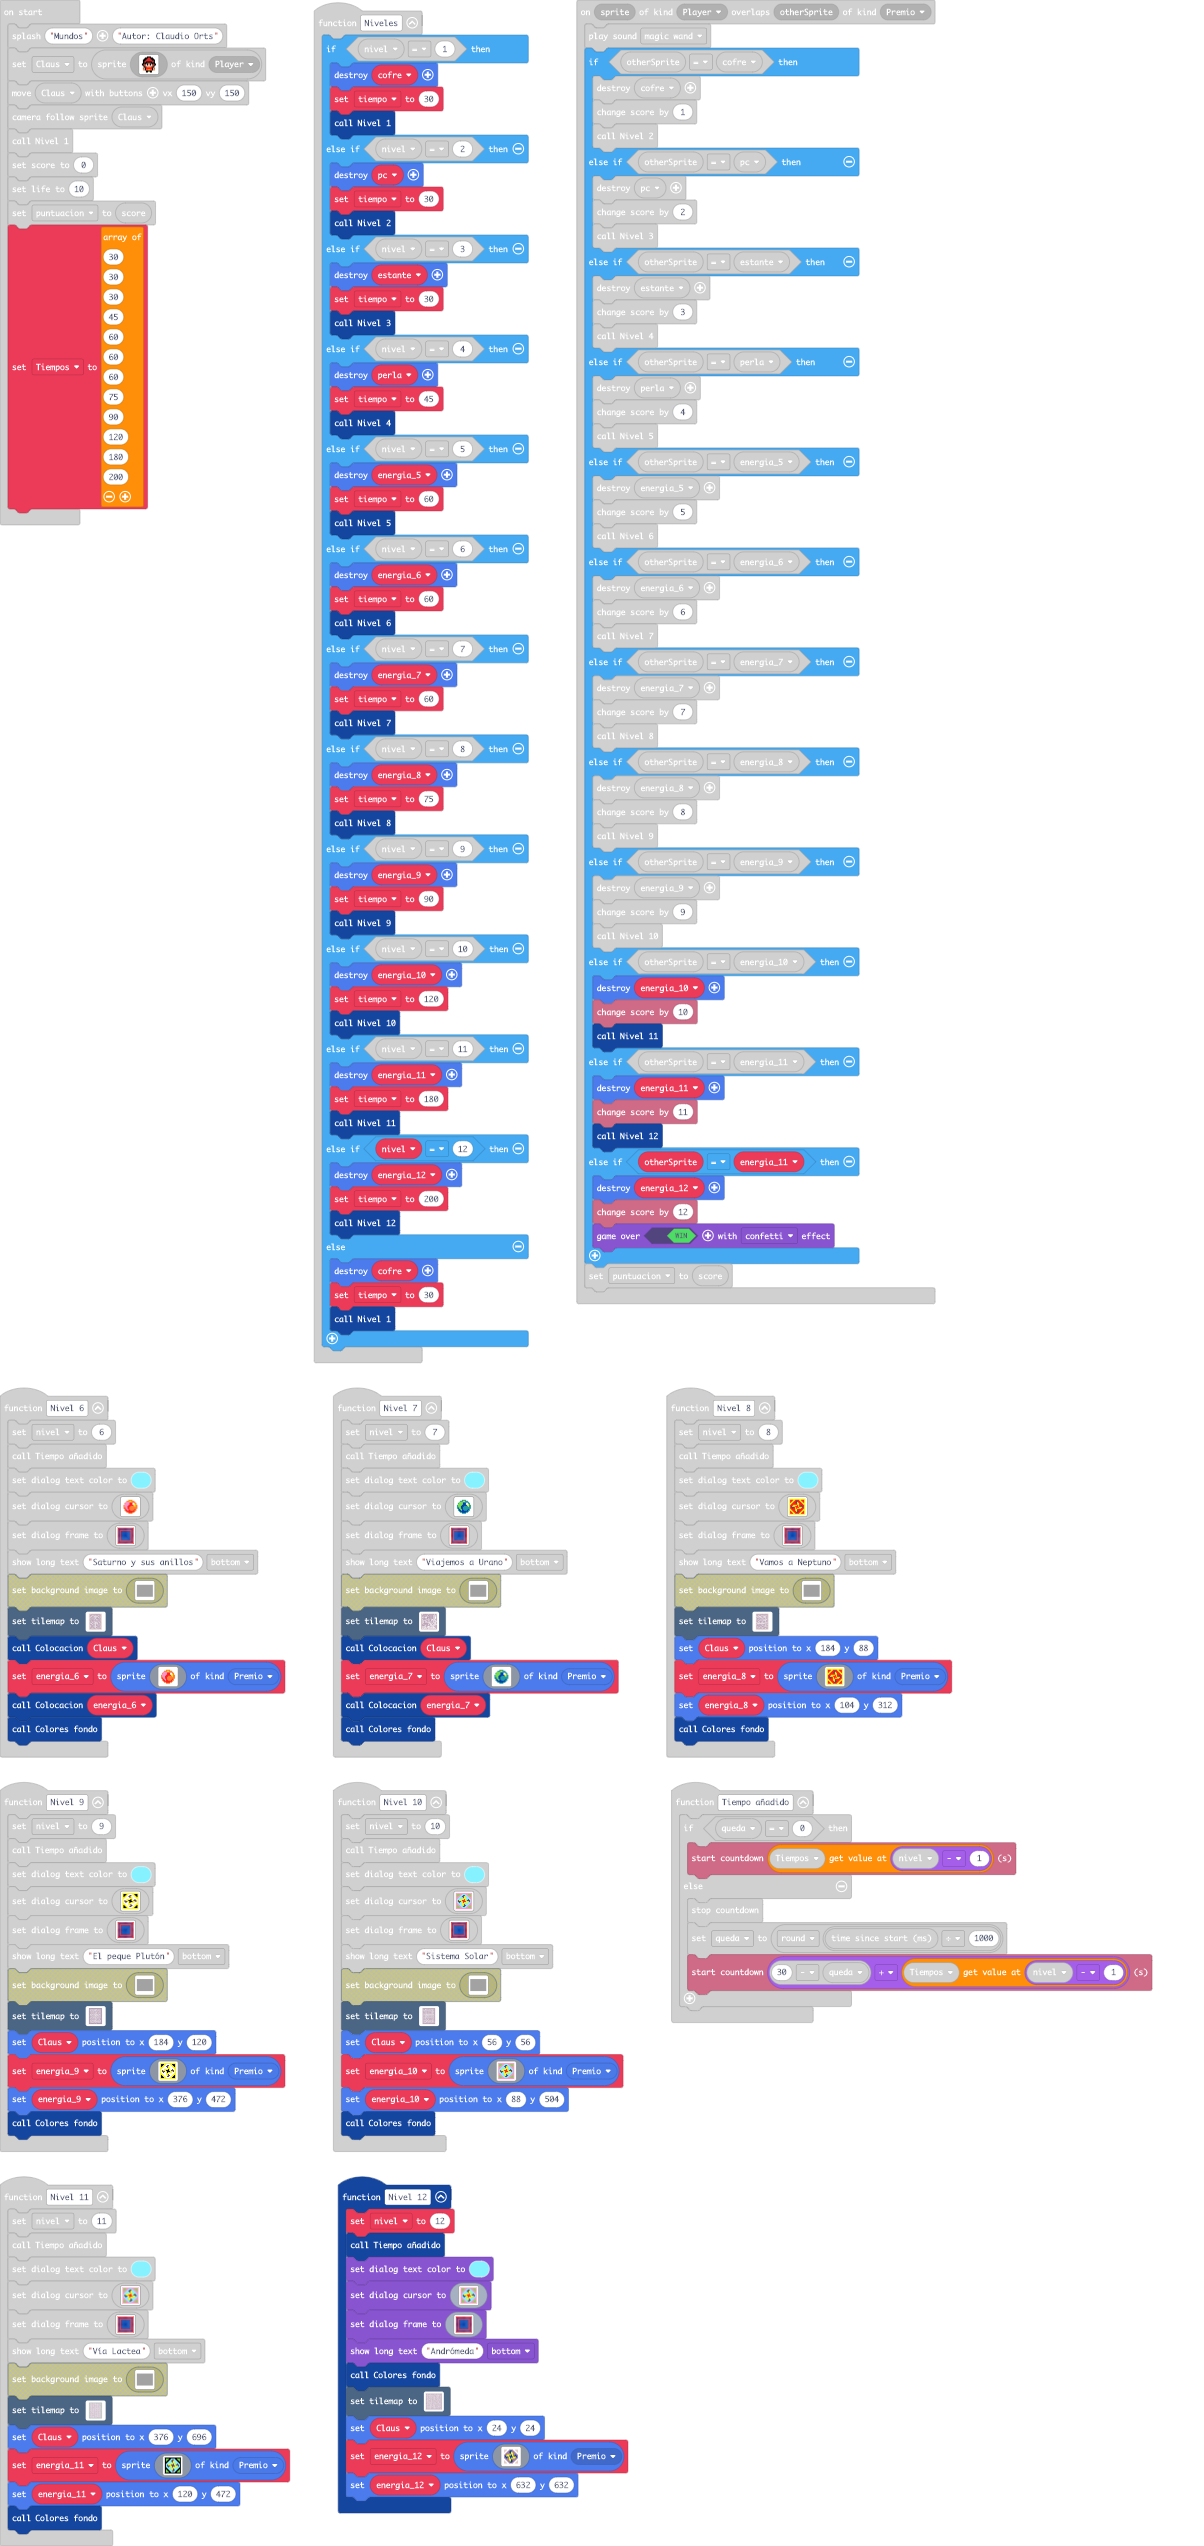 on start
splash "Mundos" "Autor: Claudio Orts"
set Claus to sprite of kind Player
move Claus with buttons vx 150 vy 150
camera follow sprite Claus
call Nivel 1
set score to 0
set life to 10
set puntuacion to score
set Tiempos to array of
30
30
30
45
60
60
60
75
90
120
180
200
function Niveles
if nivel = 1 then
destroy cofre
set tiempo to 30
call Nivel 1
else if nivel = 2 then
destroy pc
set tiempo to 30
call Nivel 2
else if nivel = 3 then
destroy estante
set tiempo to 30
call Nivel 3
else if nivel = 4 then
destroy perla
set tiempo to 45
call Nivel 4
else if nivel = 5 then
destroy energia_5
set tiempo to 60
call Nivel 5
else if nivel = 6 then
destroy energia_6
set tiempo to 60
call Nivel 6
else if nivel = 7 then
destroy energia_7
set tiempo to 60
call Nivel 7
else if nivel = 8 then
destroy energia_8
set tiempo to 75
call Nivel 8
else if nivel = 9 then
destroy energia_9
set tiempo to 90
call Nivel 9
else if nivel = 10 then
destroy energia_10
set tiempo to 120
call Nivel 10
else if nivel = 11 then
destroy energia_11
set tiempo to 180
call Nivel 11
else if nivel = 12 then
destroy energia_12
set tiempo to 200
call Nivel 12
else
destroy cofre
set tiempo to 30
call Nivel 1
on sprite of kind Player overlaps otherSprite of kind Premio
play sound magic wand
if otherSprite = cofre then
destroy cofre
change score by 1
call Nivel 2
else if otherSprite = pc then
destroy pc
change score by 2
call Nivel 3
else if otherSprite = estante then
destroy estante
change score by 3
call Nivel 4
else if otherSprite = perla then
destroy perla
change score by 4
call Nivel 5
else if otherSprite = energia_5 then
destroy energia_5
change score by 5
call Nivel 6
else if otherSprite = energia_6 then
destroy energia_6
change score by 6
call Nivel 7
else if otherSprite = energia_7 then
destroy energia_7
change score by 7
call Nivel 8
else if otherSprite = energia_8 then
destroy energia_8
change score by 8
call Nivel 9
else if otherSprite = energia_9 then
destroy energia_9
change score by 9
call Nivel 10
else if otherSprite = energia_10 then
destroy energia_10
change score by 10
call Nivel 11
else if otherSprite = energia_11 then
destroy energia_11
change score by 11
call Nivel 12
else if otherSprite = energia_11 then
destroy energia_12
change score by 12
game over WIN with confetti effect
set puntuacion to score
function Nivel 6
set nivel to 6
call Tiempo añadido
set dialog text color to
set dialog cursor to
set dialog frame to
show long text "Saturno y sus anillos" bottom
set background image to
set tilemap to
call Colocacion Claus
set energia_6 to sprite of kind Premio
call Colocacion energia_6
call Colores fondo
function Nivel 7
set nivel to 7
call Tiempo añadido
set dialog text color to
set dialog cursor to
set dialog frame to
show long text "Viajemos a Urano" bottom
set background image to
set tilemap to
call Colocacion Claus
set energia_7 to sprite of kind Premio
call Colocacion energia_7
call Colores fondo
function Nivel 8
set nivel to 8
call Tiempo añadido
set dialog text color to
set dialog cursor to
set dialog frame to
show long text "Vamos a Neptuno" bottom
set background image to
set tilemap to
set Claus position to x 184 y 88
set energia_8 to sprite of kind Premio
set energia_8 position to x 104 y 312
call Colores fondo
function Nivel 9
set nivel to 9
call Tiempo añadido
set dialog text color to
set dialog cursor to
set dialog frame to
show long text "El peque Plutón" bottom
set background image to
set tilemap to
set Claus position to x 184 y 120
set energia_9 to sprite of kind Premio
set energia_9 position to x 376 y 472
call Colores fondo
function Nivel 10
set nivel to 10
call Tiempo añadido
set dialog text color to
set dialog cursor to
set dialog frame to
show long text "Sistema Solar" bottom
set background image to
set tilemap to
set Claus position to x 56 y 56
set energia_10 to sprite of kind Premio
set energia_10 position to x 88 y 504
call Colores fondo
function Tiempo añadido
if queda = 0 then
start countdown Tiempos get value at nivel - 1 (s)
else
stop countdown
set queda to round time since start (ms) ÷ 1000
start countdown 30 - queda + Tiempos get value at nivel - 1 (s)
function Nivel 11
set nivel to 11
call Tiempo añadido
set dialog text color to
set dialog cursor to
set dialog frame to
show long text "Vía Lactea" bottom
set background image to
set tilemap to
set Claus position to x 376 y 696
set energia_11 to sprite of kind Premio
set energia_11 position to x 120 y 472
call Colores fondo
function Nivel 12
set nivel to 12
call Tiempo añadido
set dialog text color to
set dialog cursor to
set dialog frame to
show long text "Andrómeda" bottom
call Colores fondo
set tilemap to
set Claus position to x 24 y 24
set energia_12 to sprite of kind Premio
set energia_12 position to x 632 y 632